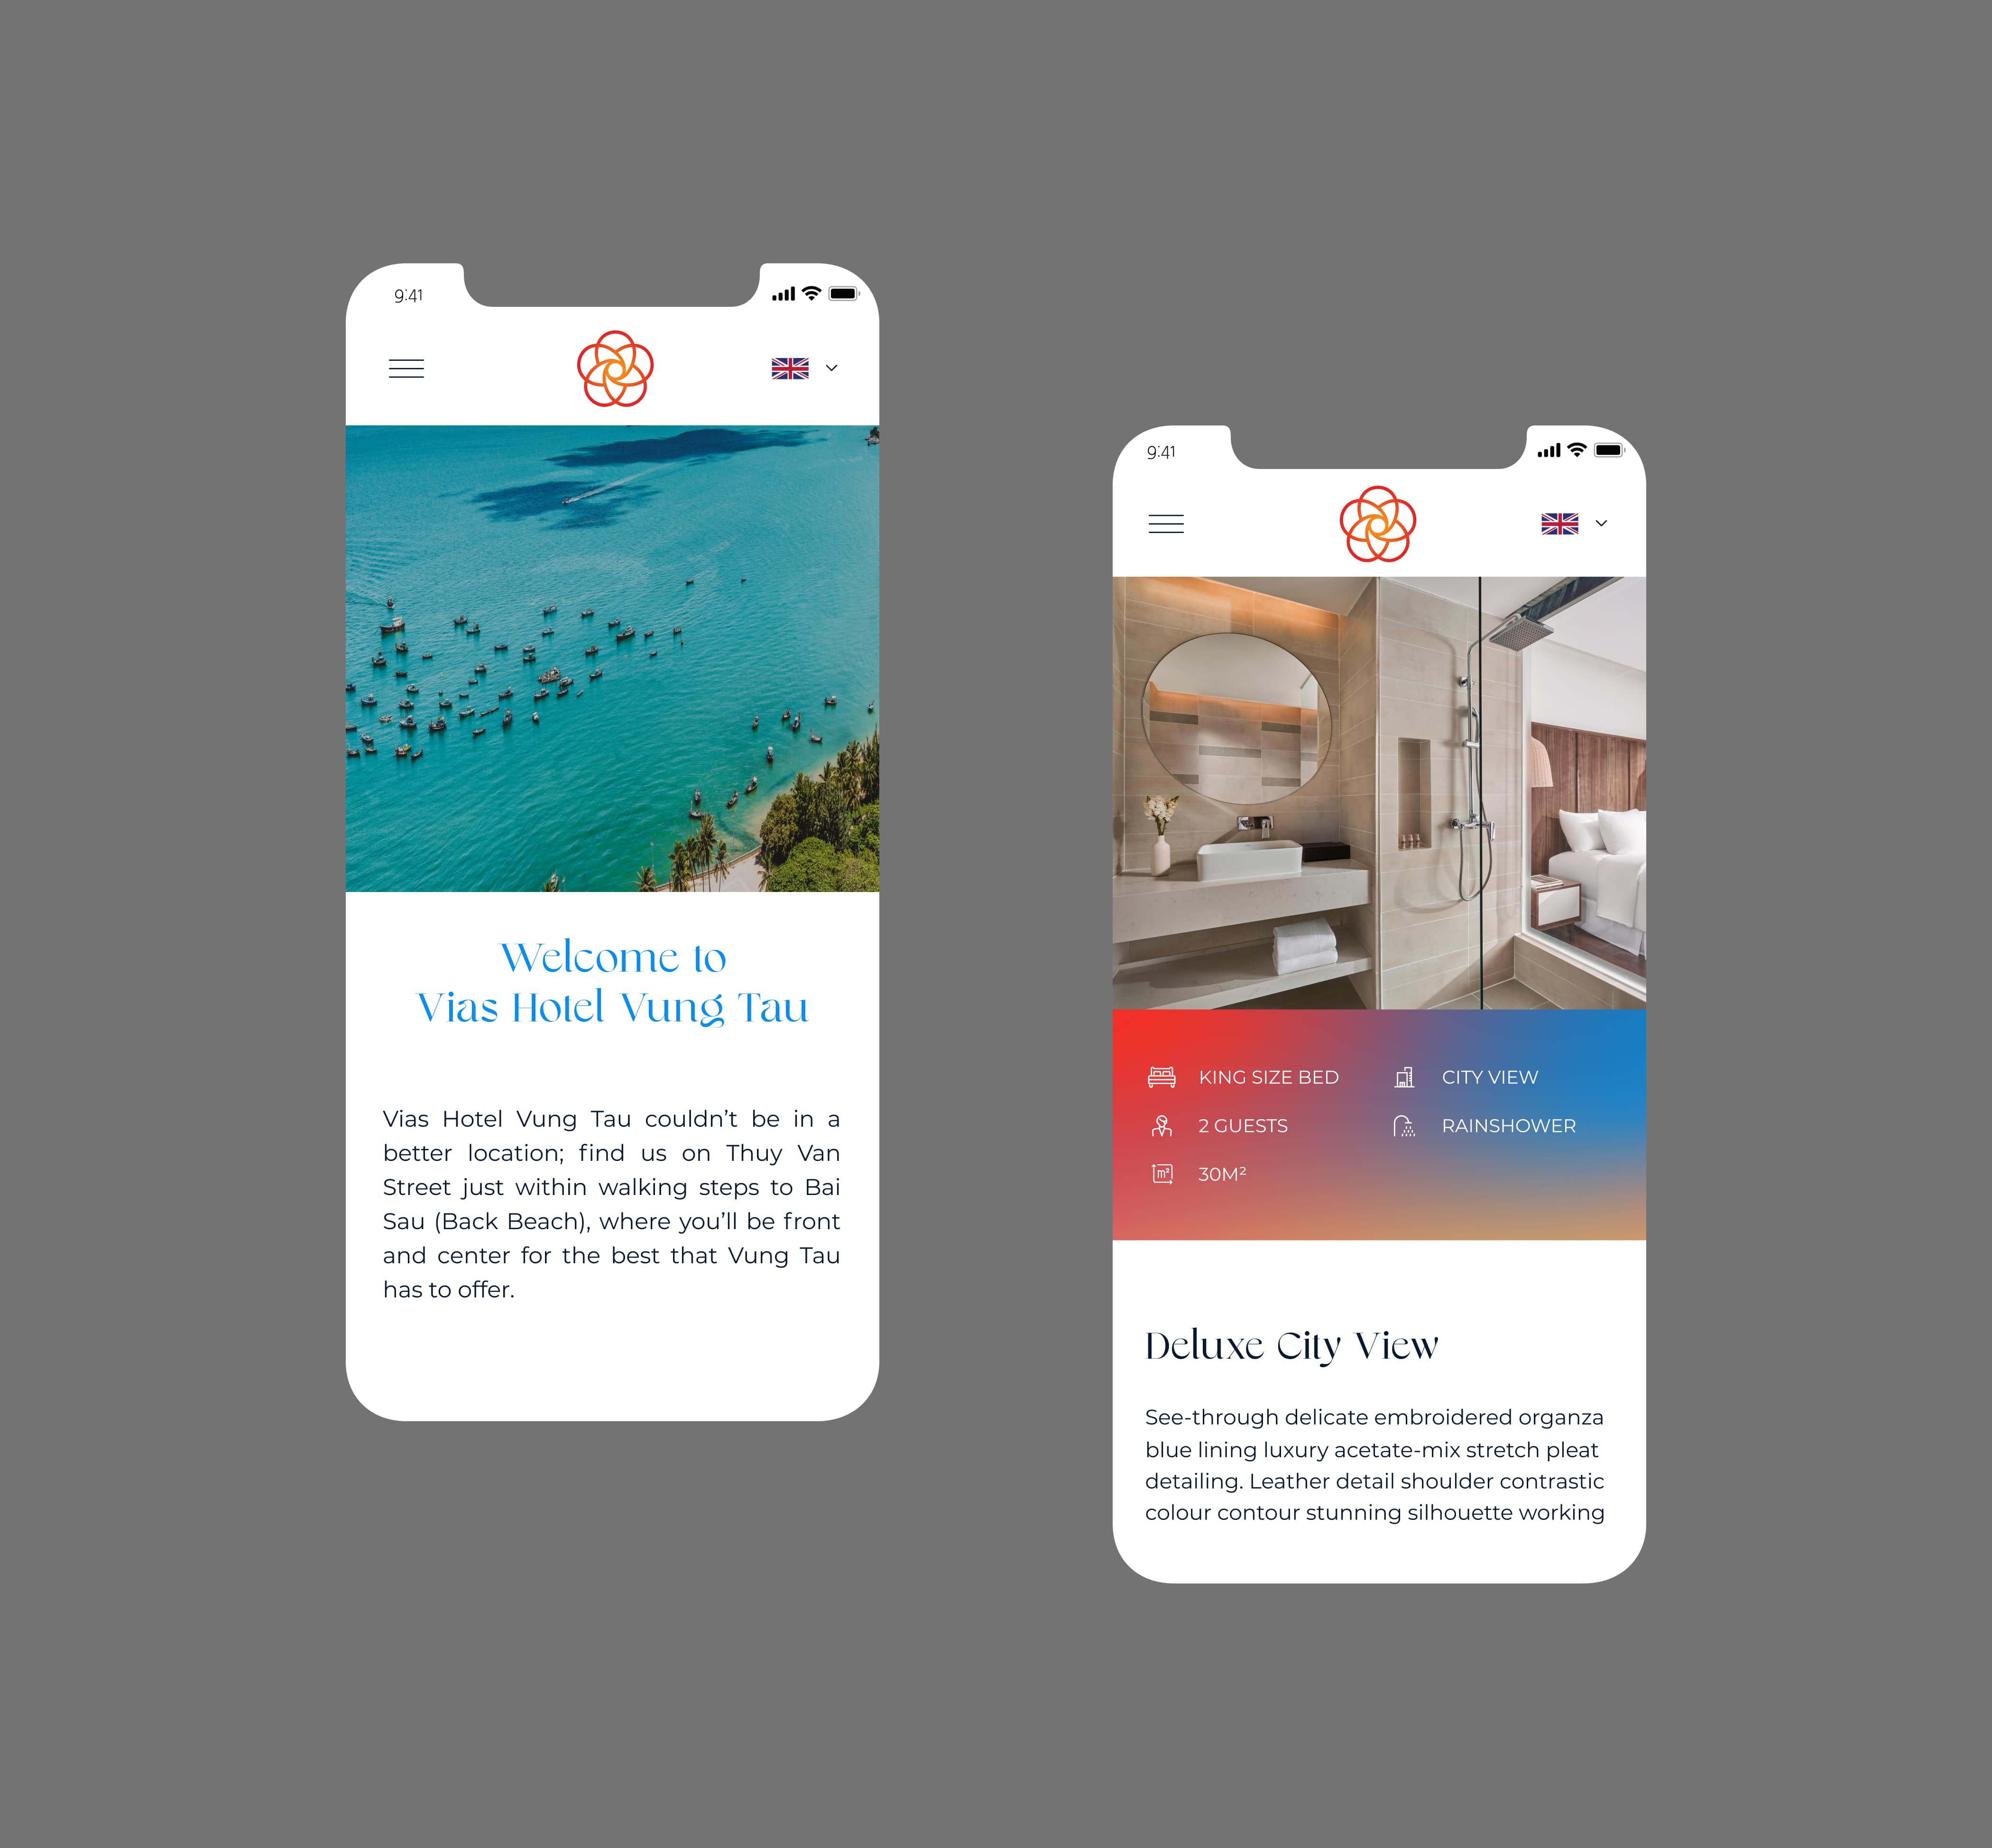 9:41
Welcome to
Vias Hotel Vung Tau
Vias Hotel Vung Tau couldn’t be in a
better location; find us on Thuy Van
Street just within walking steps to Bai
Sau (Back Beach), where you’ll be front
and center for the best that Vung Tau
has to offer.
9:41
KING SIZE BED
CITY VIEW
2 GUESTS
RAINSHOWER
m²
30M²
Deluxe City View
See-through delicate embroidered organza
blue lining luxury acetate-mix stretch pleat
detailing. Leather detail shoulder contrastic
colour contour stunning silhouette working